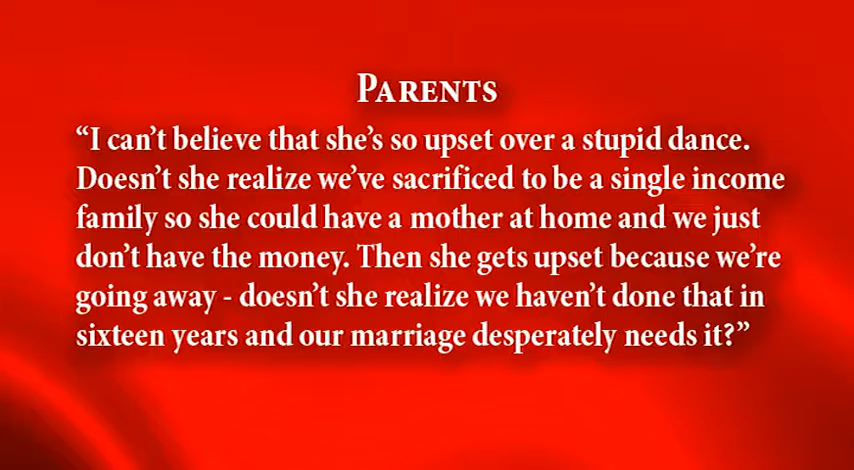 PARENTS
“I can’t believe that she’s so upset over a stupid dance.
Doesn’t she realize we’ve sacrificed to be a single income
family so she could have a mother at home and we just
don’t have the money. Then she gets upset because we’re
going away - doesn’t she realize we haven’t done that in
sixteen years and our marriage desperately needs it?”